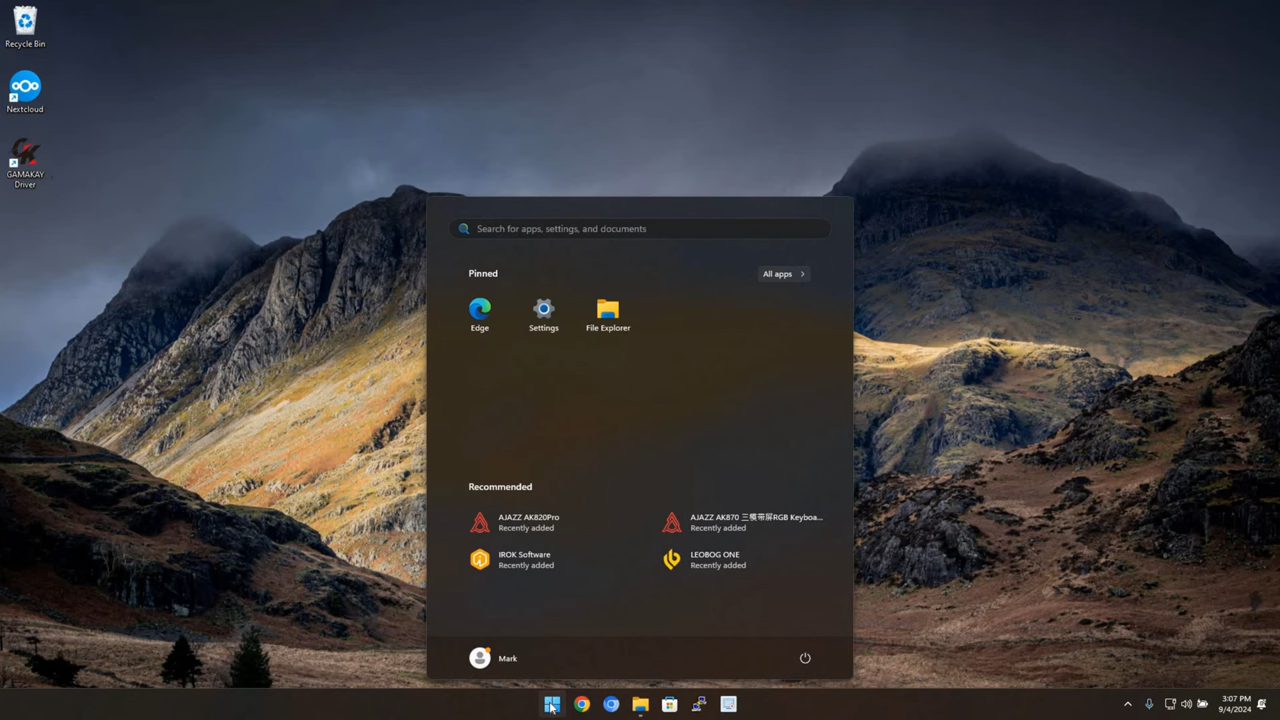 Recycle Bin
Nextcloud
GAMAKAY
Driver
Search for apps, settings, and documents
Pinned
All apps
Edge
Settings
File Explorer
Recommended
AJAZZ AK820Pro
Recently added
AJAZZ AK870 三模带屏RGB Keyboa...
Recently added
IROK Software
Recently added
LEOBOG ONE
Recently added
Mark
3:07 PM
9/4/2024